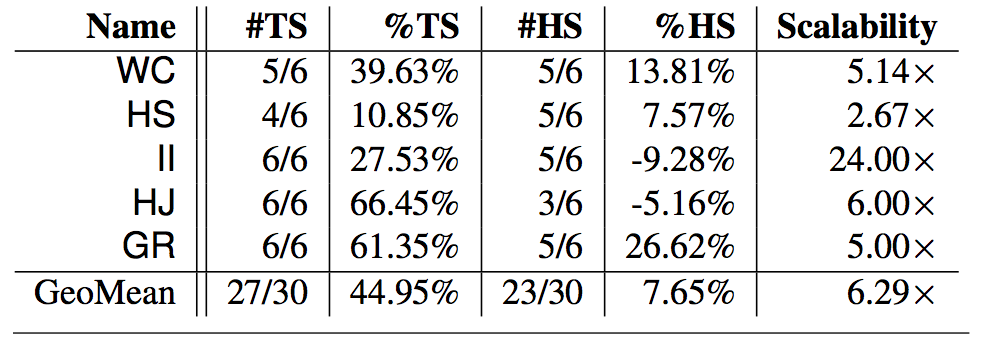 Name #TS %TS #HS %HS Scalability
WC 5/6 39.63% 5/6 13.81% 5.14×
HS 4/6 10.85% 5/6 7.57% 2.67×
II 6/6 27.53% 5/6 -9.28% 24.00×
HJ 6/6 66.45% 3/6 -5.16% 6.00×
GR 6/6 61.35% 5/6 26.62% 5.00×
GeoMean 27/30 44.95% 23/30 7.65% 6.29×